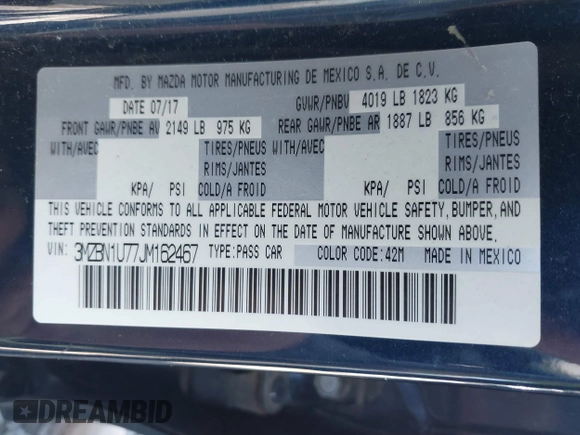 MFD. BY MAZDA MOTOR MANUFACTURING DE MEXICO S.A. DE C.V.
DATE 07/17 GVWR/PNBV 4019 LB 1823 KG
FRONT GAWR/PNBE AV 2149 LB 975 KG REAR GAWR/PNBE AR 1887 LB 856 KG
WITH/AVEC TIRES/PNEUS WITH/AVEC TIRES/PNEUS
RIMS/JANTES RIMS/JANTES
KPA/ PSI COLD/A FROID KPA/ PSI COLD/A FROID
THIS VEHICLE CONFORMS TO ALL APPLICABLE FEDERAL MOTOR VEHICLE SAFETY, BUMPER, AND
THEFT PREVENTION STANDARDS IN EFFECT ON THE DATE OF MANUFACTURE SHOWN ABOVE.
VIN: 3MZBN1U77JM162467 TYPE:PASS CAR COLOR CODE:42M MADE IN MEXICO
DREAMBID